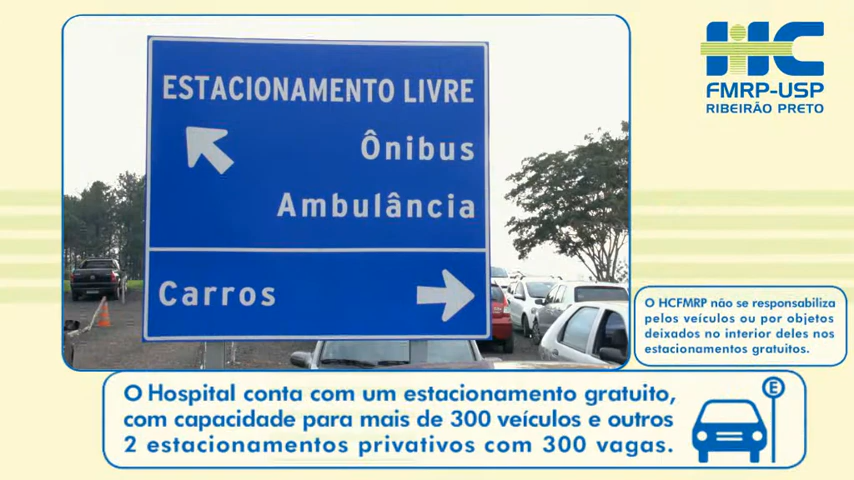 ESTACIONAMENTO LIVRE
Ônibus
Ambulância
Carros
HC
FMRP-USP
RIBEIRÃO PRETO
O HCFMRP não se responsabiliza
pelos veículos ou por objetos
deixados no interior deles nos
estacionamentos gratuitos.
O Hospital conta com um estacionamento gratuito,
com capacidade para mais de 300 veículos e outros
2 estacionamentos privativos com 300 vagas.
E